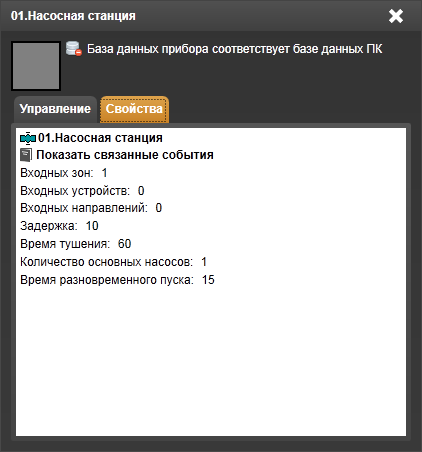 01.Насосная станция
База данных прибора соответствует базе данных ПК
Управление
Свойства
01.Насосная станция
Показать связанные события
Входных зон: 1
Входных устройств: 0
Входных направлений: 0
Задержка: 10
Время тушения: 60
Количество основных насосов: 1
Время разновременного пуска: 15